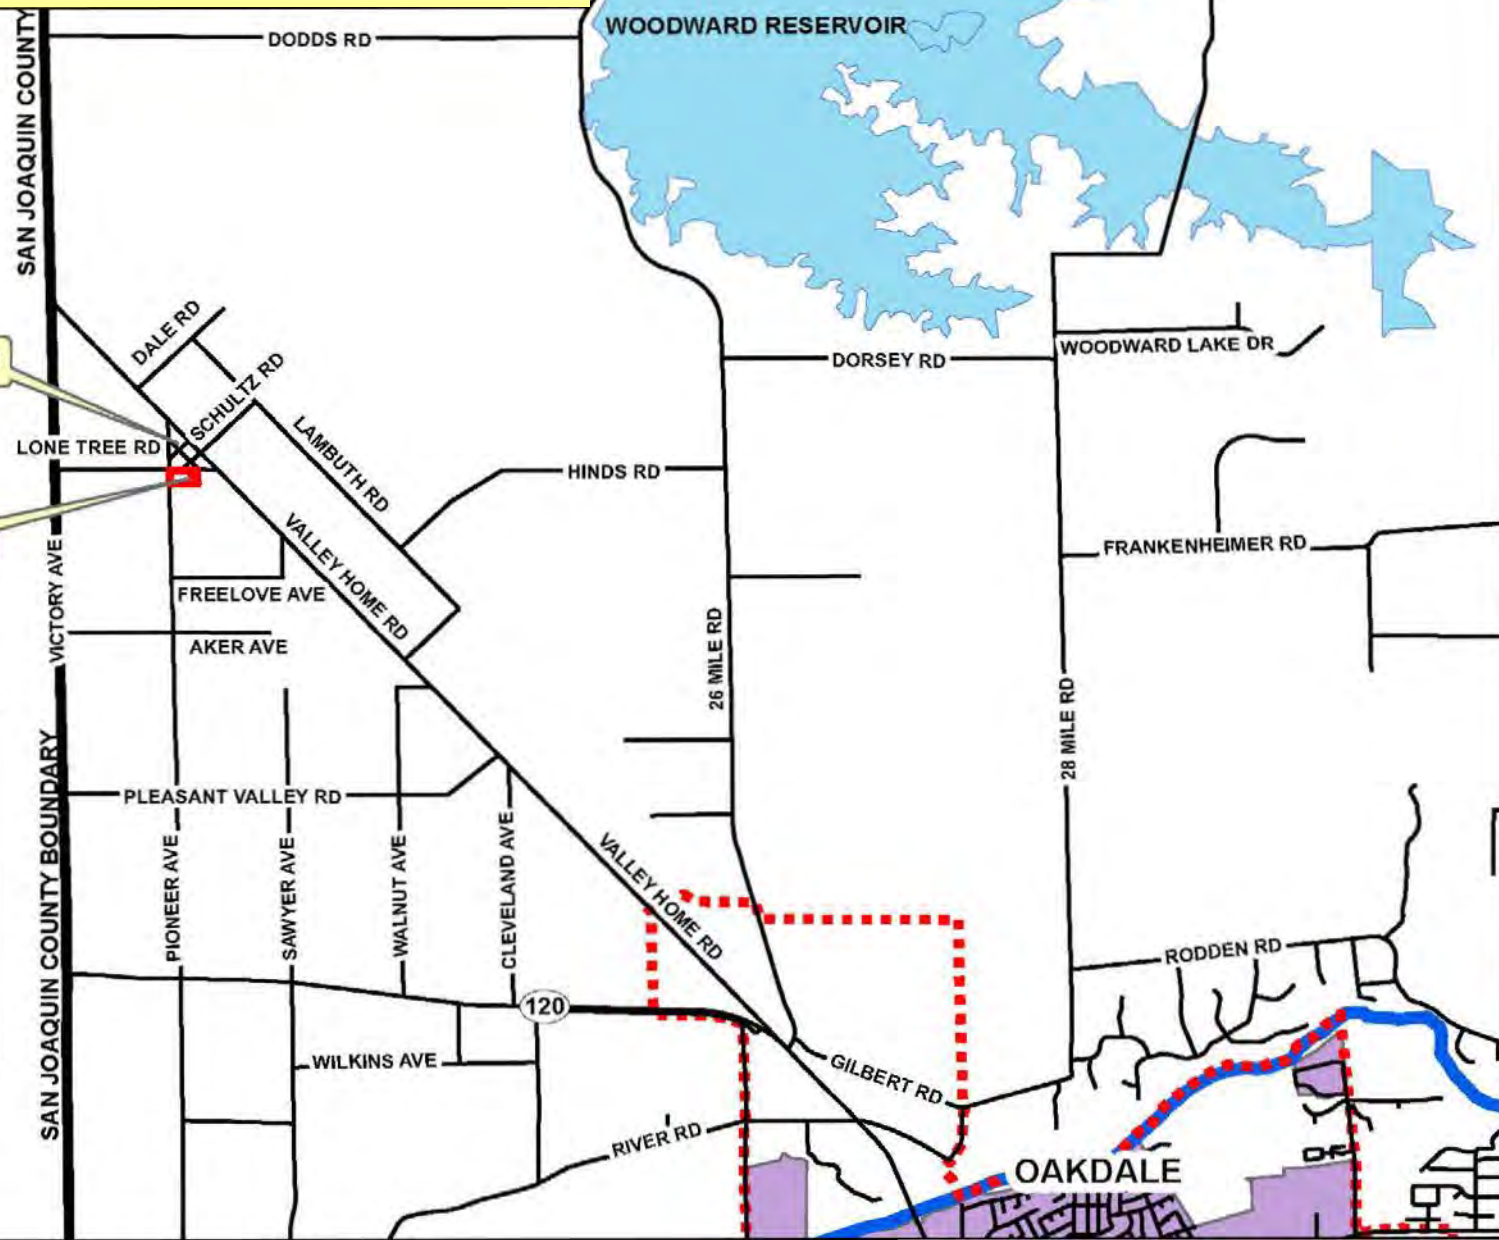 WOODWARD RESERVOIR
DODDS RD
SAN JOAQUIN COUNTY
DALE RD
SCHULTZ RD
WOODWARD LAKE DR
DORSEY RD
LONE TREE RD
LAMBUTH RD
HINDS RD
VALLEY HOME RD
FRANKENHEIMER RD
VICTORY AVE
FREELOVE AVE
AKER AVE
26 MILE RD
28 MILE RD
SAN JOAQUIN COUNTY BOUNDARY
PLEASANT VALLEY RD
PIONEER AVE
SAWYER AVE
WALNUT AVE
CLEVELAND AVE
VALLEY HOME RD
RODDEN RD
120
WILKINS AVE
GILBERT RD
RIVER RD
OAKDALE